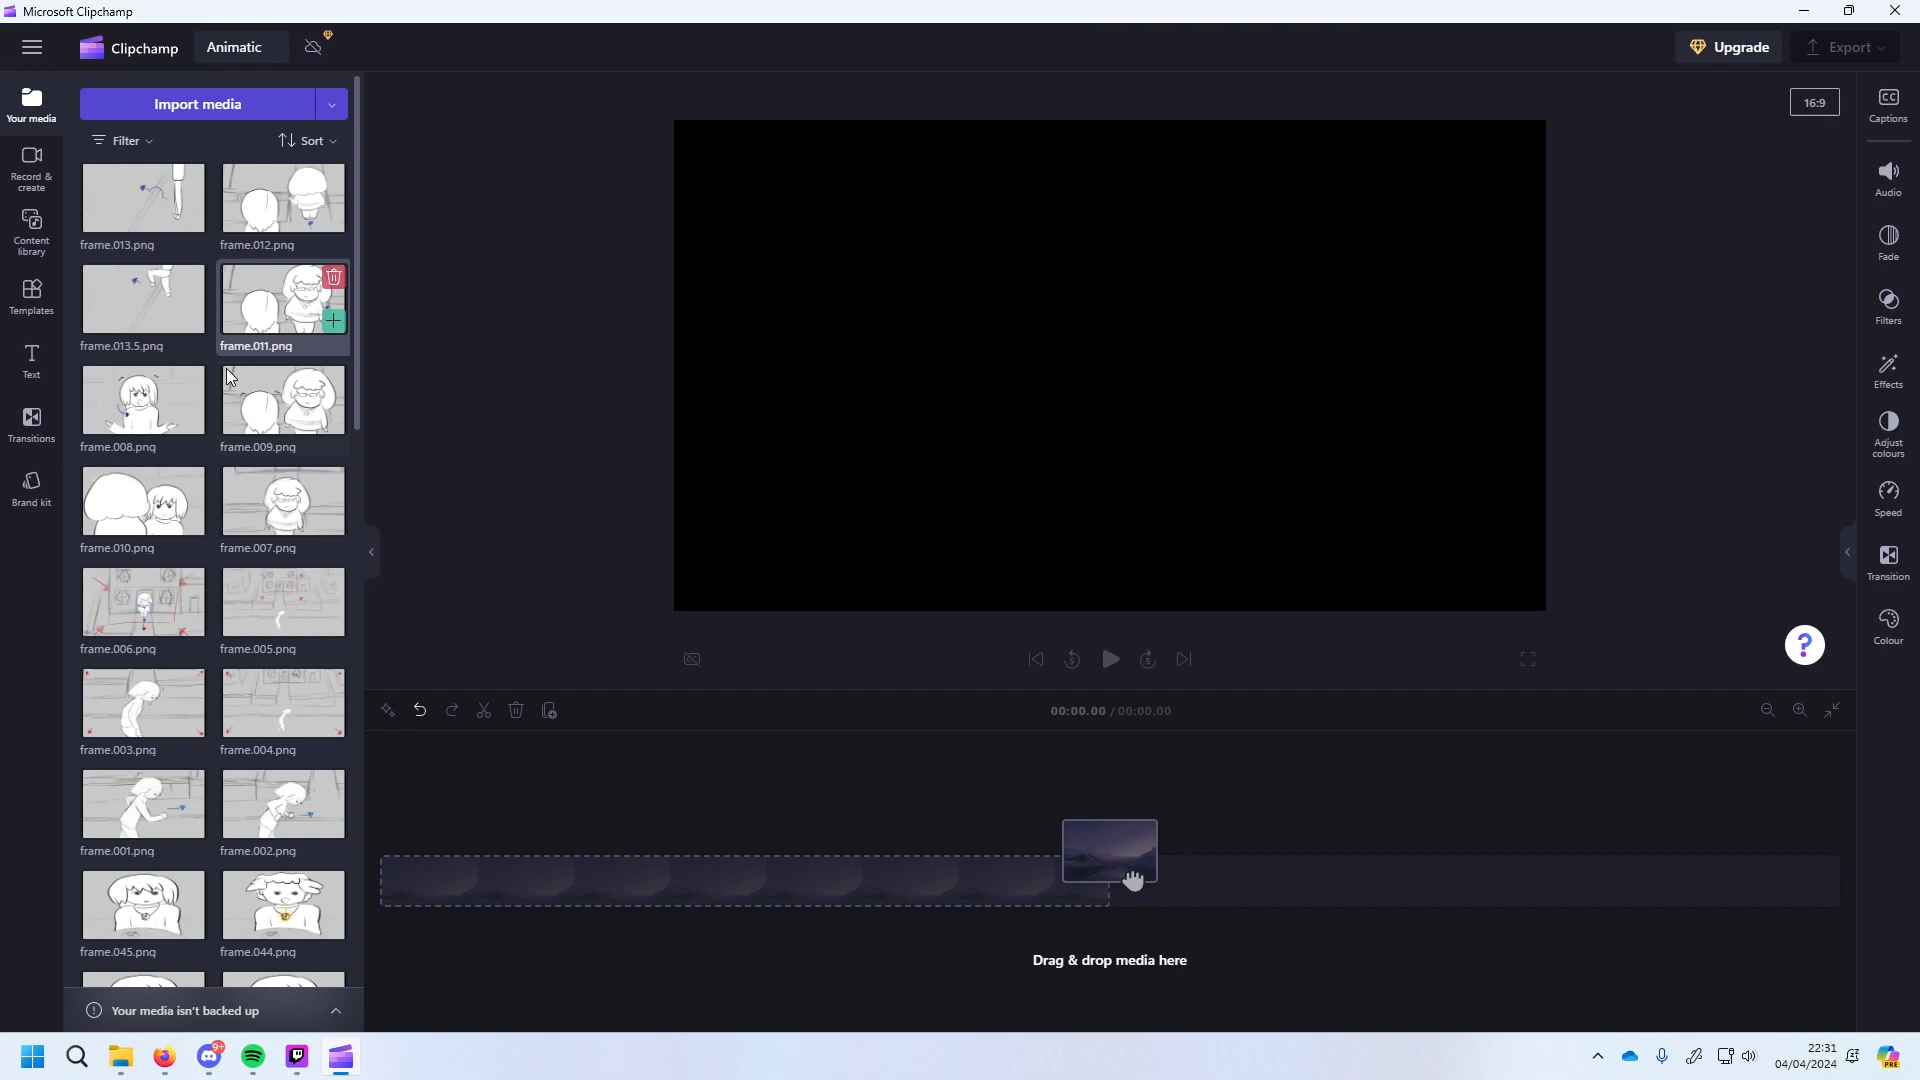 Microsoft Clipchamp
Clipchamp
Animatic
Upgrade
Export
Your media
Record &
create
Content
library
Templates
Text
Transitions
Brand kit
Import media
Filter
Sort
frame.013.png
frame.012.png
frame.013.5.png
frame.011.png
frame.008.png
frame.009.png
frame.010.png
frame.007.png
frame.006.png
frame.005.png
frame.003.png
frame.004.png
frame.001.png
frame.002.png
frame.045.png
frame.044.png
Your media isn't backed up
16:9
5
5
?
00:00.00 / 00:00.00
Drag & drop media here
CC
Captions
Audio
Fade
Filters
Effects
Adjust
colours
Speed
Transition
Colour
9+
22:31
04/04/2024
PRE